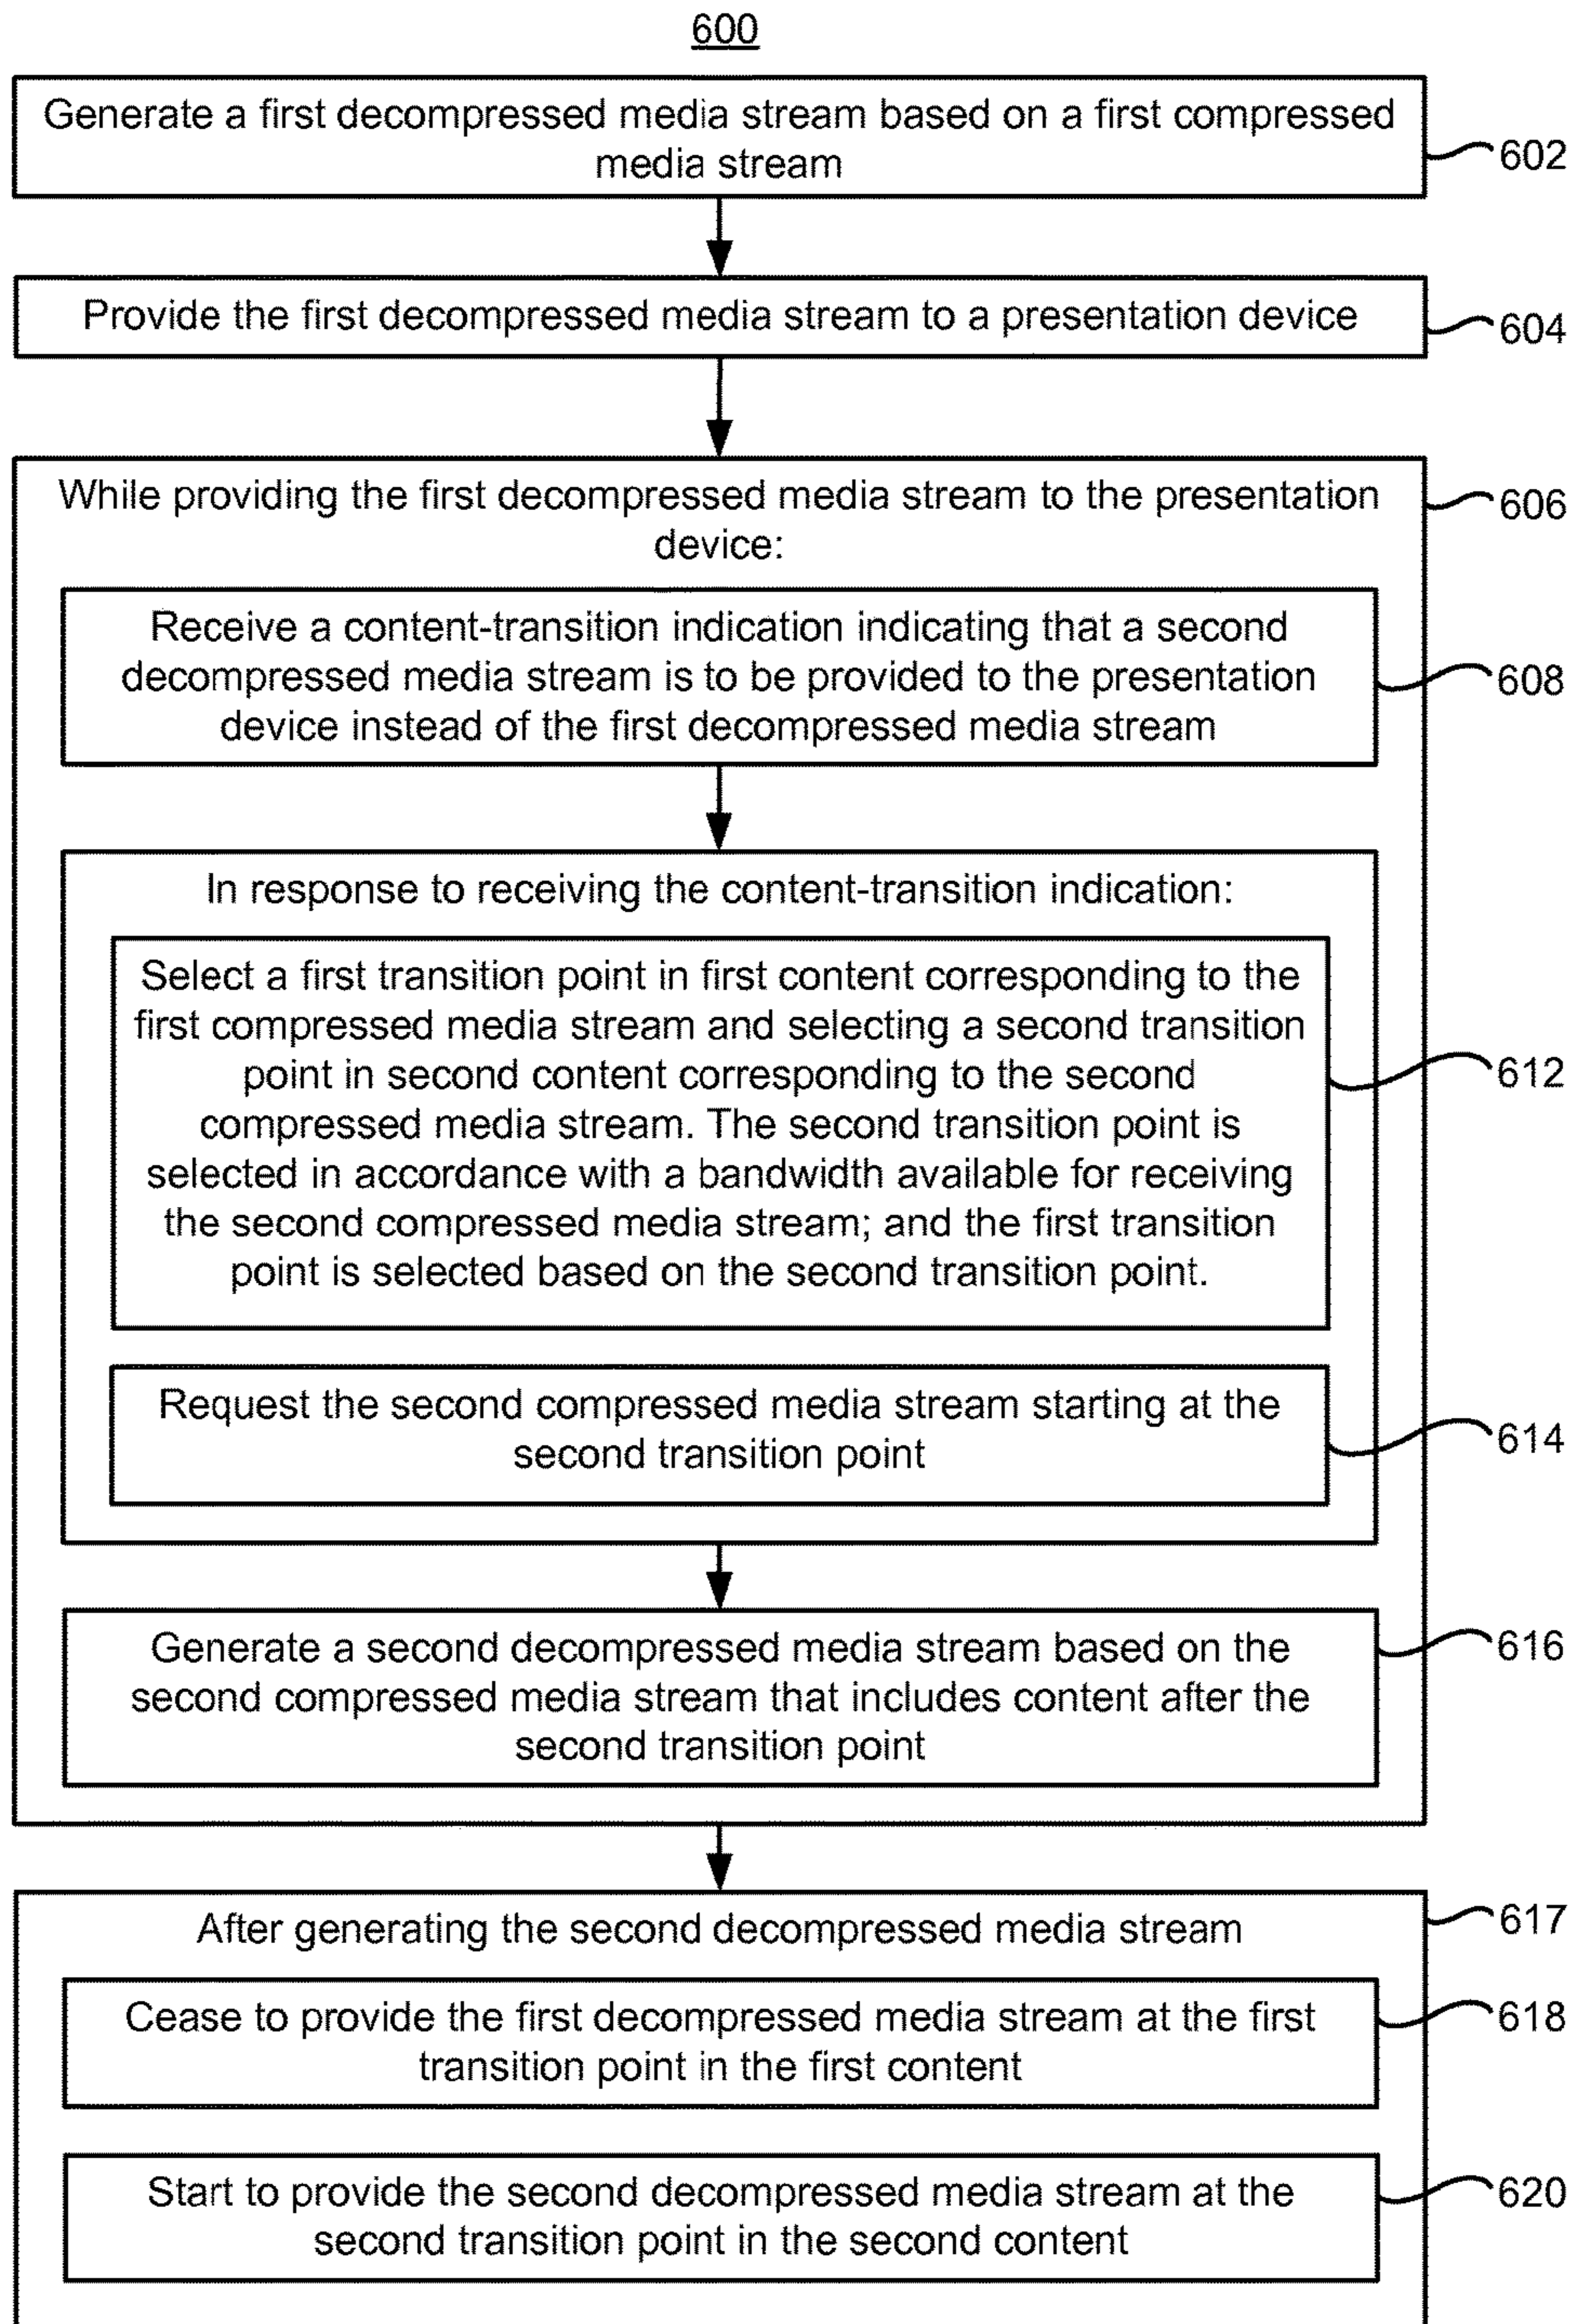 600
Generate a first decompressed media stream based on a first compressed
media stream
602
Provide the first decompressed media stream to a presentation device
604
While providing the first decompressed media stream to the presentation
device:
606
Receive a content-transition indication indicating that a second
decompressed media stream is to be provided to the presentation
device instead of the first decompressed media stream
608
In response to receiving the content-transition indication:
Select a first transition point in first content corresponding to the
first compressed media stream and selecting a second transition
point in second content corresponding to the second
compressed media stream. The second transition point is
selected in accordance with a bandwidth available for receiving
the second compressed media stream; and the first transition
point is selected based on the second transition point.
612
Request the second compressed media stream starting at the
second transition point
614
Generate a second decompressed media stream based on the
second compressed media stream that includes content after the
second transition point
616
After generating the second decompressed media stream
617
Cease to provide the first decompressed media stream at the first
transition point in the first content
618
Start to provide the second decompressed media stream at the
second transition point in the second content
620